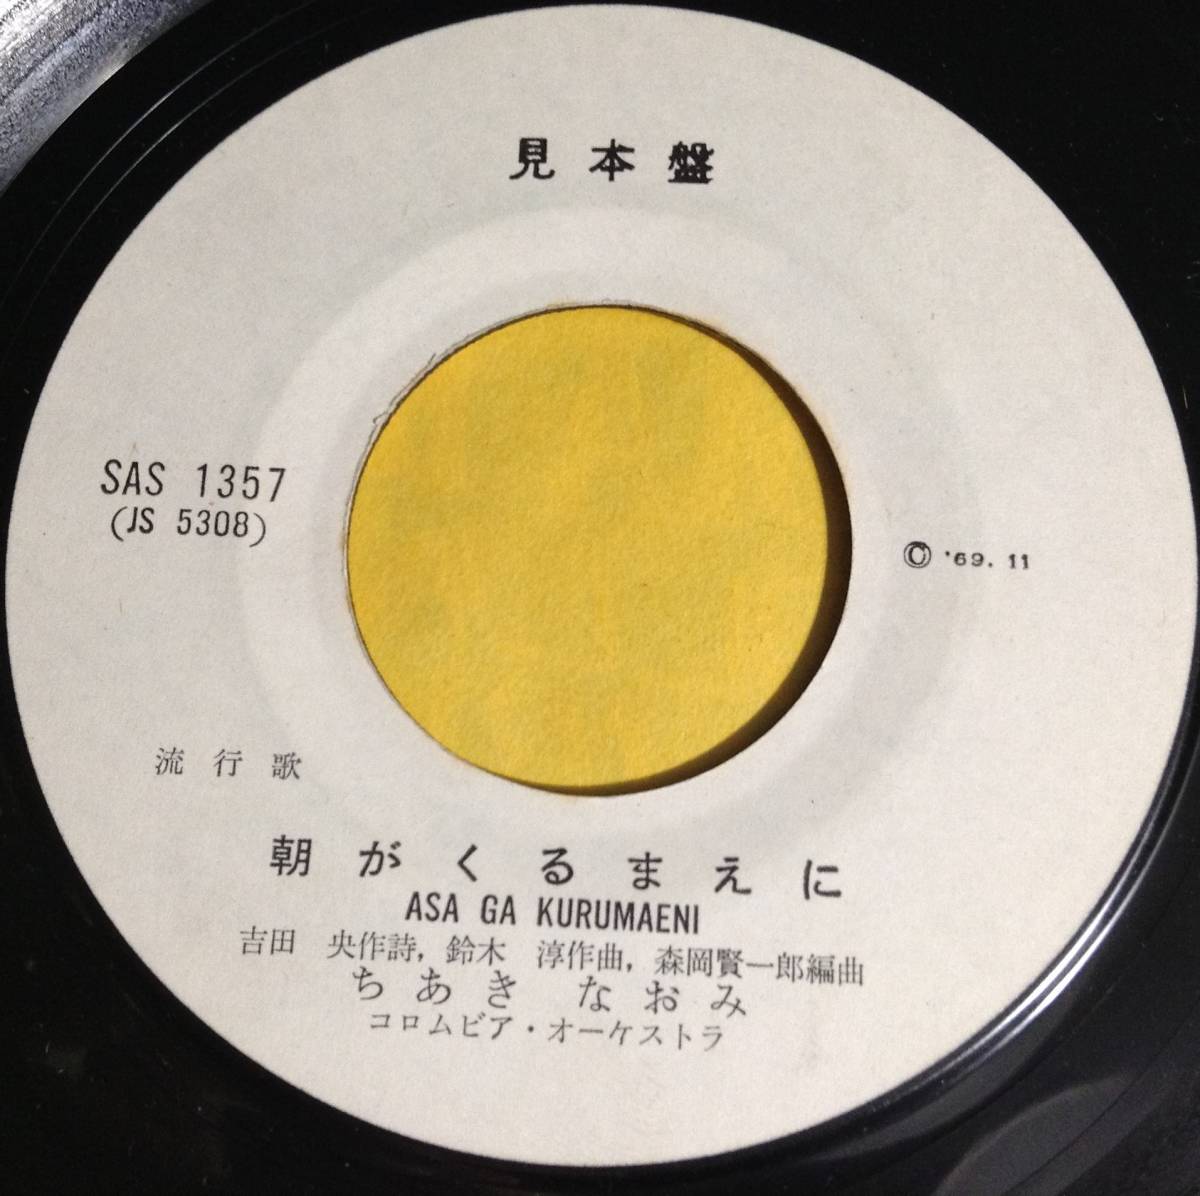 見本盤
SAS 1357
(JS 5308)
Ⓒ '69. 11
流行歌
朝がくるまえに
ASA GA KURUMAENI
吉田 央作詩, 鈴木 淳作曲, 森岡賢一郎編曲
ちあき なおみ
コロムビア・オーケストラ